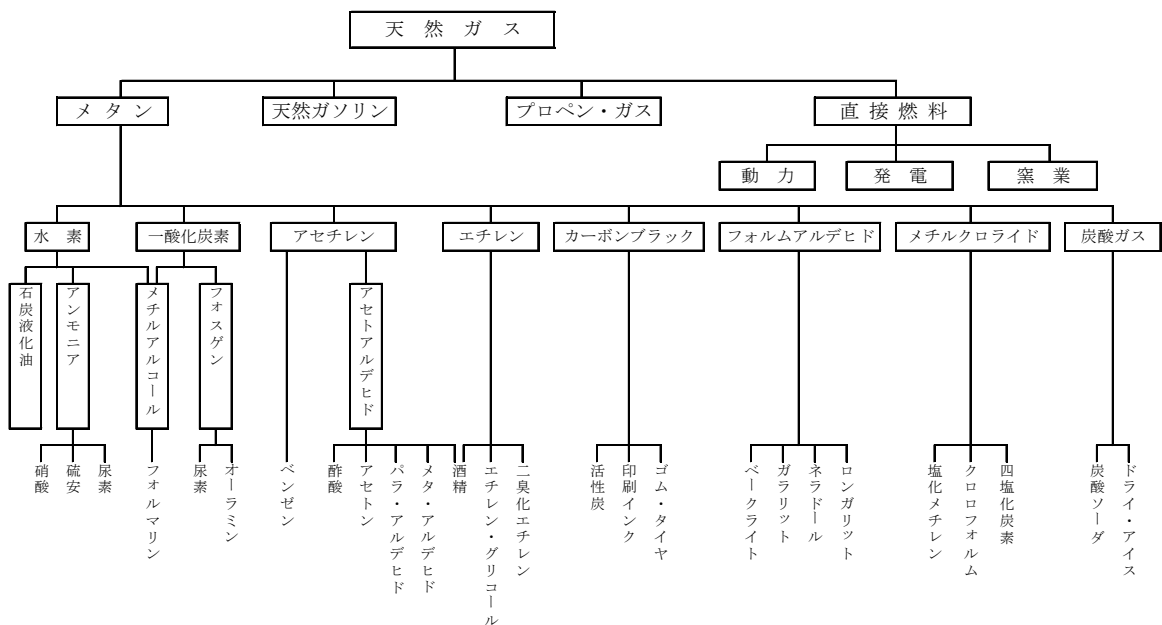 天然ガス
メタン
天然ガソリン
プロペン・ガス
直接燃料
動力
発電
窯業
水素
一酸化炭素
アセチレン
エチレン
カーボンブラック
フォルムアルデヒド
メチルクロライド
炭酸ガス
石炭液化油
アンモニア
メチルアルコール
フォスゲン
アセトアルデヒド
硝酸
硫安
尿素
フォルマリン
尿素
オーラミン
ベンゼン
酢酸
アセトン
パラ・アルデヒド
メタ・アルデヒド
酒精
エチレン・グリコール
二臭化エチレン
活性炭
印刷インク
ゴム・タイヤ
ベークライト
ガラリット
ネラドール
ロンガリット
塩化メチレン
クロロフォルム
四塩化炭素
炭酸ソーダ
ドライ・アイス